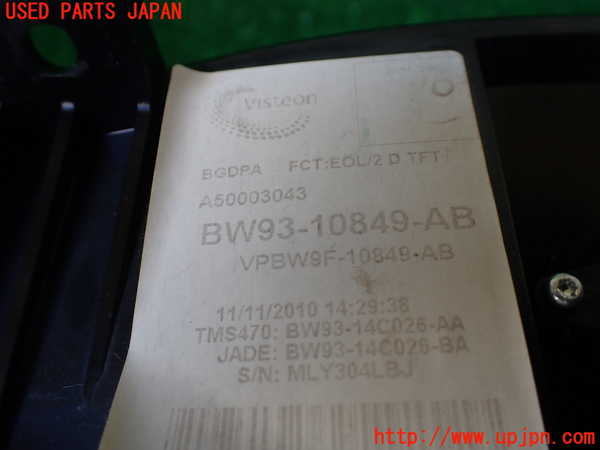 USED PARTS JAPAN
Visteon
BGDPA FCT:EOL/2 D TFT
A50003043
BW93-10849-AB
VPBW9F-10849-AB
11/11/2010 14:29:38
TMS470: BW93-14C026-AA
JADE: BW93-14C026-BA
S/N: MLY304LBJ
http://www.upjpn.com